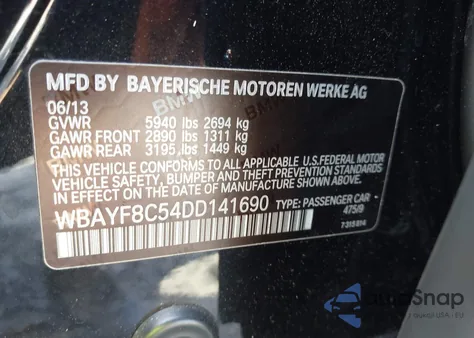 MFD BY BAYERISCHE MOTOREN WERKE AG
06/13
GVWR 5940 lbs 2694 kg
GAWR FRONT 2890 lbs 1311 kg
GAWR REAR 3195 lbs 1449 kg
THIS VEHICLE CONFORMS TO ALL APPLICABLE U.S. FEDERAL MOTOR
VEHICLE SAFETY, BUMPER AND THEFT PREVENTION STANDARDS
IN EFFECT ON THE DATE OF MANUFACTURE SHOWN ABOVE.
WBAYF8C54DD141690 TYPE: PASSENGER CAR
475/9
7315814
autoSnap